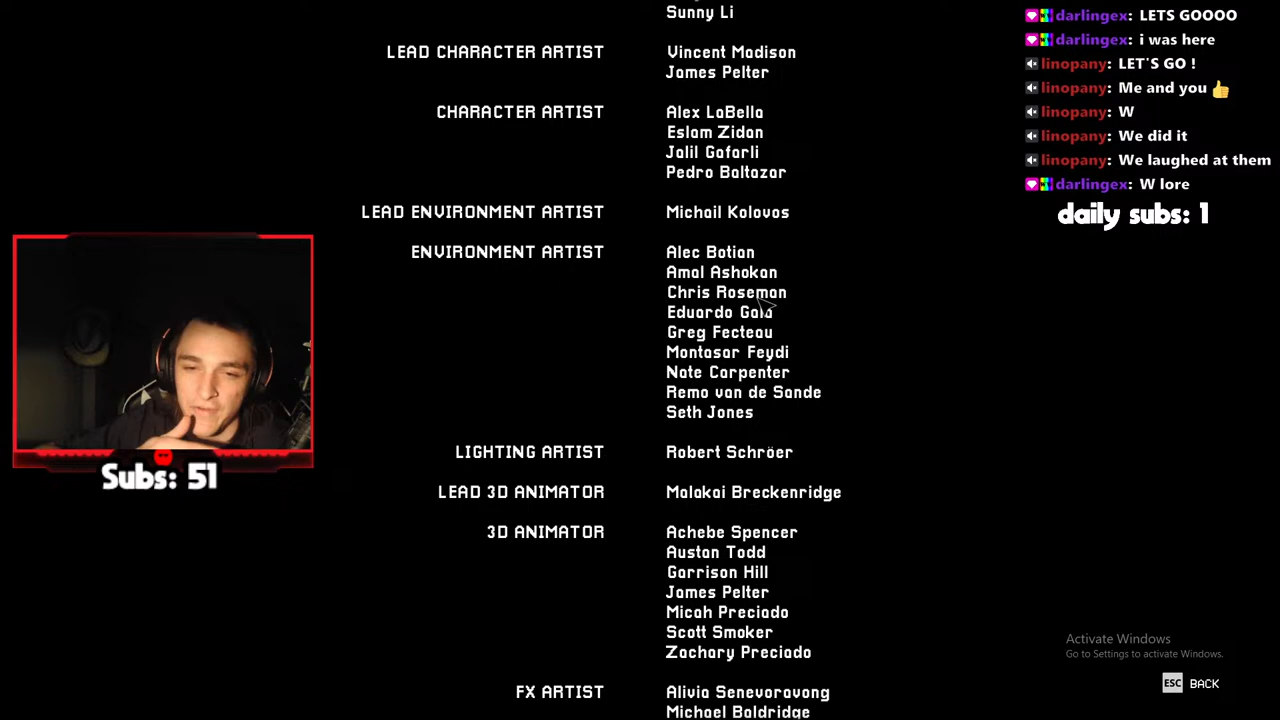 Sunny Li
LEAD CHARACTER ARTIST Vincent Madison
James Pelter
CHARACTER ARTIST Alex LaBella
Eslam Zidan
Jalil Gafarli
Pedro Baltazar
LEAD ENVIRONMENT ARTIST Michail Kolovos
ENVIRONMENT ARTIST Alec Botian
Amal Ashokan
Chris Roseman
Eduardo Gaia
Greg Fecteau
Montasar Feydi
Nate Carpenter
Remo van de Sande
Seth Jones
LIGHTING ARTIST Robert Schröer
LEAD 3D ANIMATOR Malakai Breckenridge
3D ANIMATOR Achebe Spencer
Austan Todd
Garrison Hill
James Pelter
Micah Preciado
Scott Smoker
Zachary Preciado
FX ARTIST Alivia Senevoravong
Michael Baldridge
darlingex: LETS GOOOO
darlingex: i was here
linopany: LET'S GO !
linopany: Me and you 👍
linopany: W
linopany: We did it
linopany: We laughed at them
darlingex: W lore
daily subs: 1
Subs: 51
Activate Windows
Go to Settings to activate Windows.
ESC BACK